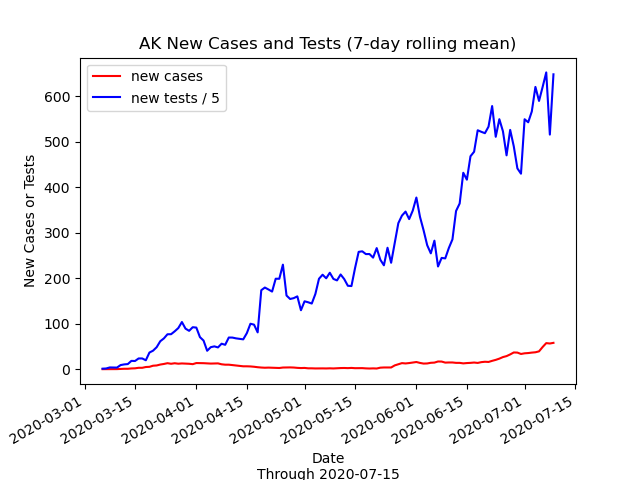 AK New Cases and Tests (7-day rolling mean)
new cases
new tests / 5
New Cases or Tests
600
500
400
300
200
100
0
2020-03-01
2020-03-15
2020-04-01
2020-04-15
2020-05-01
2020-05-15
2020-06-01
2020-06-15
2020-07-01
2020-07-15
Date
Through 2020-07-15